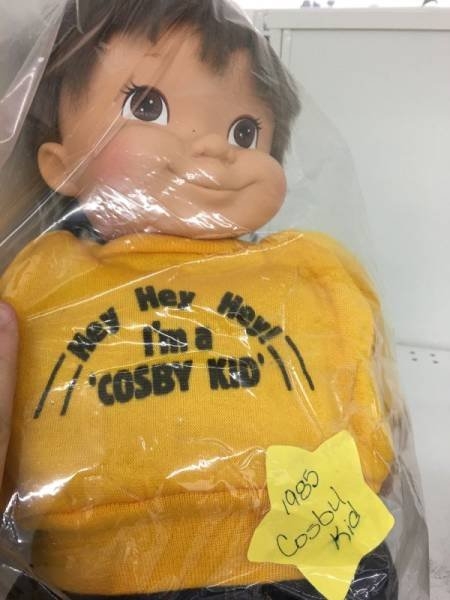 Hey Hey Hey!
I'm a
'COSBY KID'
1985
Cosby
Kid